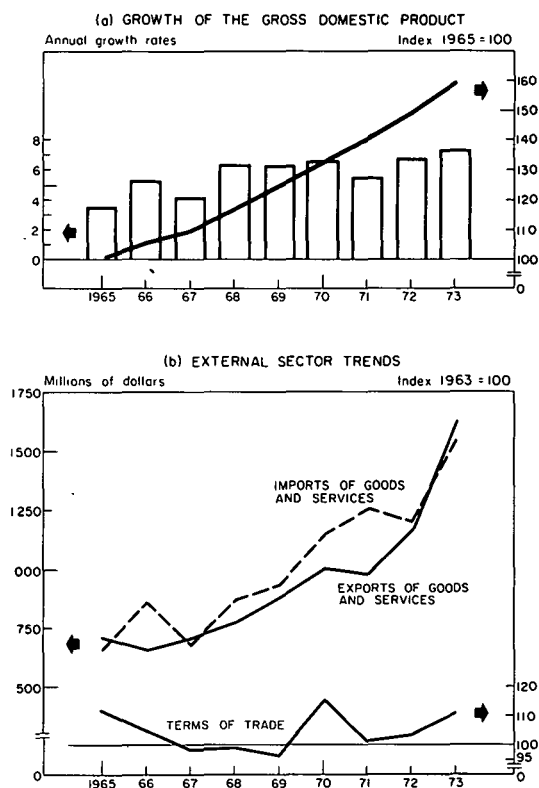 (a) GROWTH OF THE GROSS DOMESTIC PRODUCT
Annual growth rates
Index 1965=100
160
150
140
130
120
110
100
0
8
6
4
2
0
1965 66 67 68 69 70 71 72 73
(b) EXTERNAL SECTOR TRENDS
Millions of dollars
Index 1963=100
1750
1500
1250
000
750
500
0
IMPORTS OF GOODS
AND SERVICES
EXPORTS OF GOODS
AND SERVICES
TERMS OF TRADE
120
110
100
95
0
1965 66 67 68 69 70 71 72 73